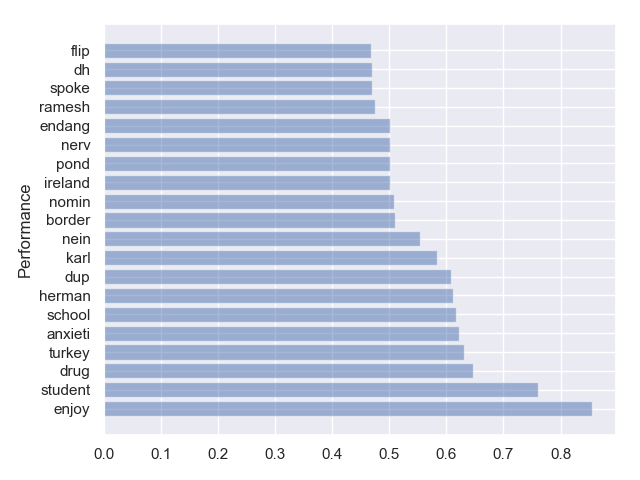 flip
dh
spoke
ramesh
endang
nerv
pond
ireland
nomin
border
nein
karl
dup
herman
school
anxieti
turkey
drug
student
enjoy
Performance
0.0 0.1 0.2 0.3 0.4 0.5 0.6 0.7 0.8